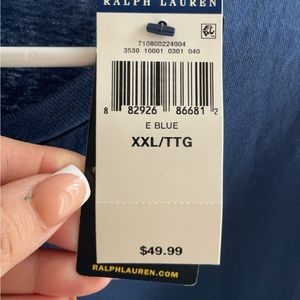 RALPH LAUREN
710800224004
3530 10001 0301 040
8 82926 86681 2
E BLUE
XXL/TTG
$49.99
RALPHLAUREN.COM